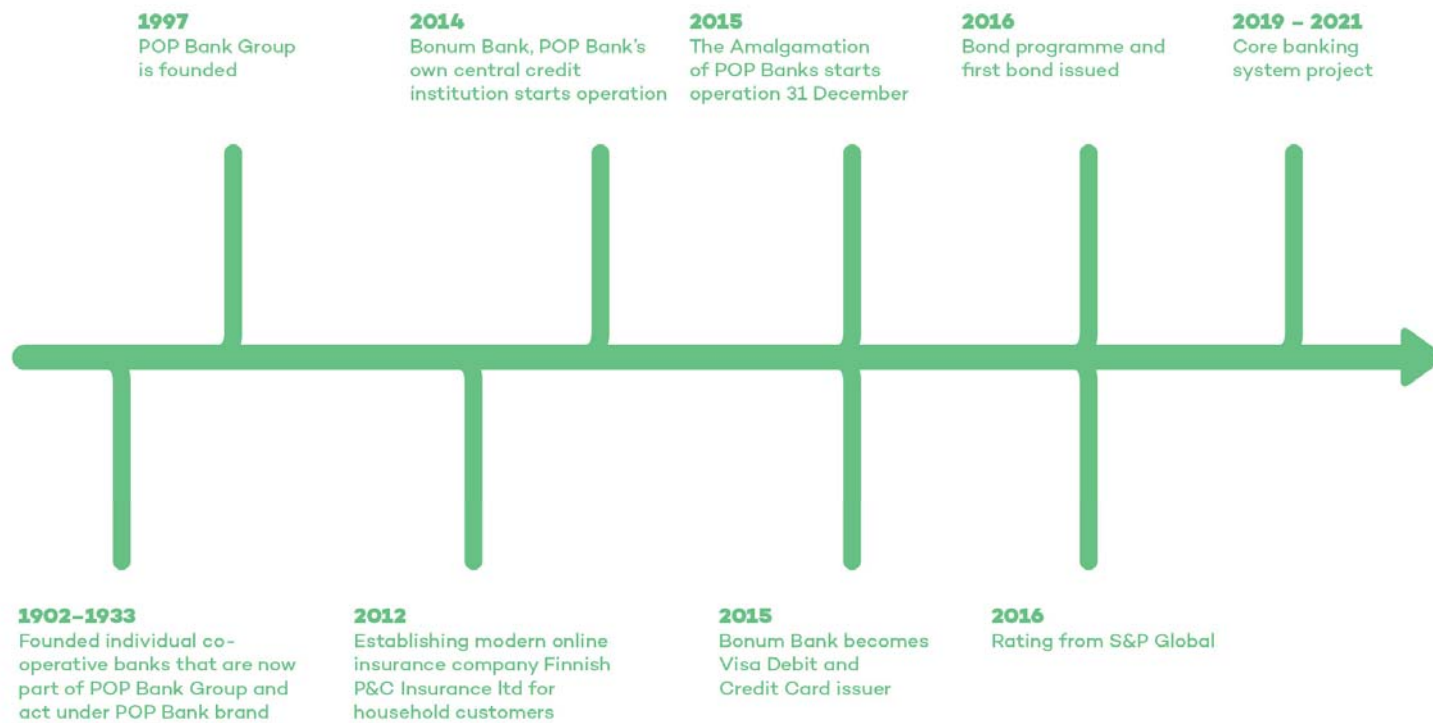 1997
POP Bank Group
is founded
2014
Bonum Bank, POP Bank's
own central credit
institution starts operation
2015
The Amalgamation
of POP Banks starts
operation 31 December
2016
Bond programme and
first bond issued
2019 – 2021
Core banking
system project
1902–1933
Founded individual co-
operative banks that are now
part of POP Bank Group and
act under POP Bank brand
2012
Establishing modern online
insurance company Finnish
P&C Insurance ltd for
household customers
2015
Bonum Bank becomes
Visa Debit and
Credit Card issuer
2016
Rating from S&P Global